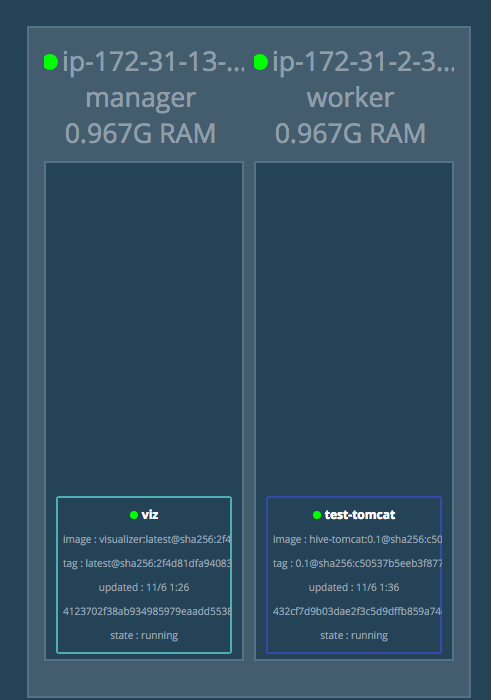 ip-172-31-13-...
manager
0.967G RAM
viz
image : visualizer:latest@sha256:2f4
tag : latest@sha256:2f4d81dfa94083
updated : 11/6 1:26
4123702f38ab934985979eaadd5538
state : running
ip-172-31-2-3...
worker
0.967G RAM
test-tomcat
image : hive-tomcat:0.1@sha256:c50
tag : 0.1@sha256:c50537b5eeb3f877
updated : 11/6 1:36
432cf7d9b03dae2f3c5d9dffb859a74
state : running